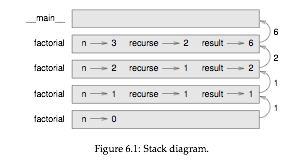 __main__
6
factorial n 3 recurse 2 result 6
2
factorial n 2 recurse 1 result 2
1
factorial n 1 recurse 1 result 1
1
factorial n 0
Figure 6.1: Stack diagram.